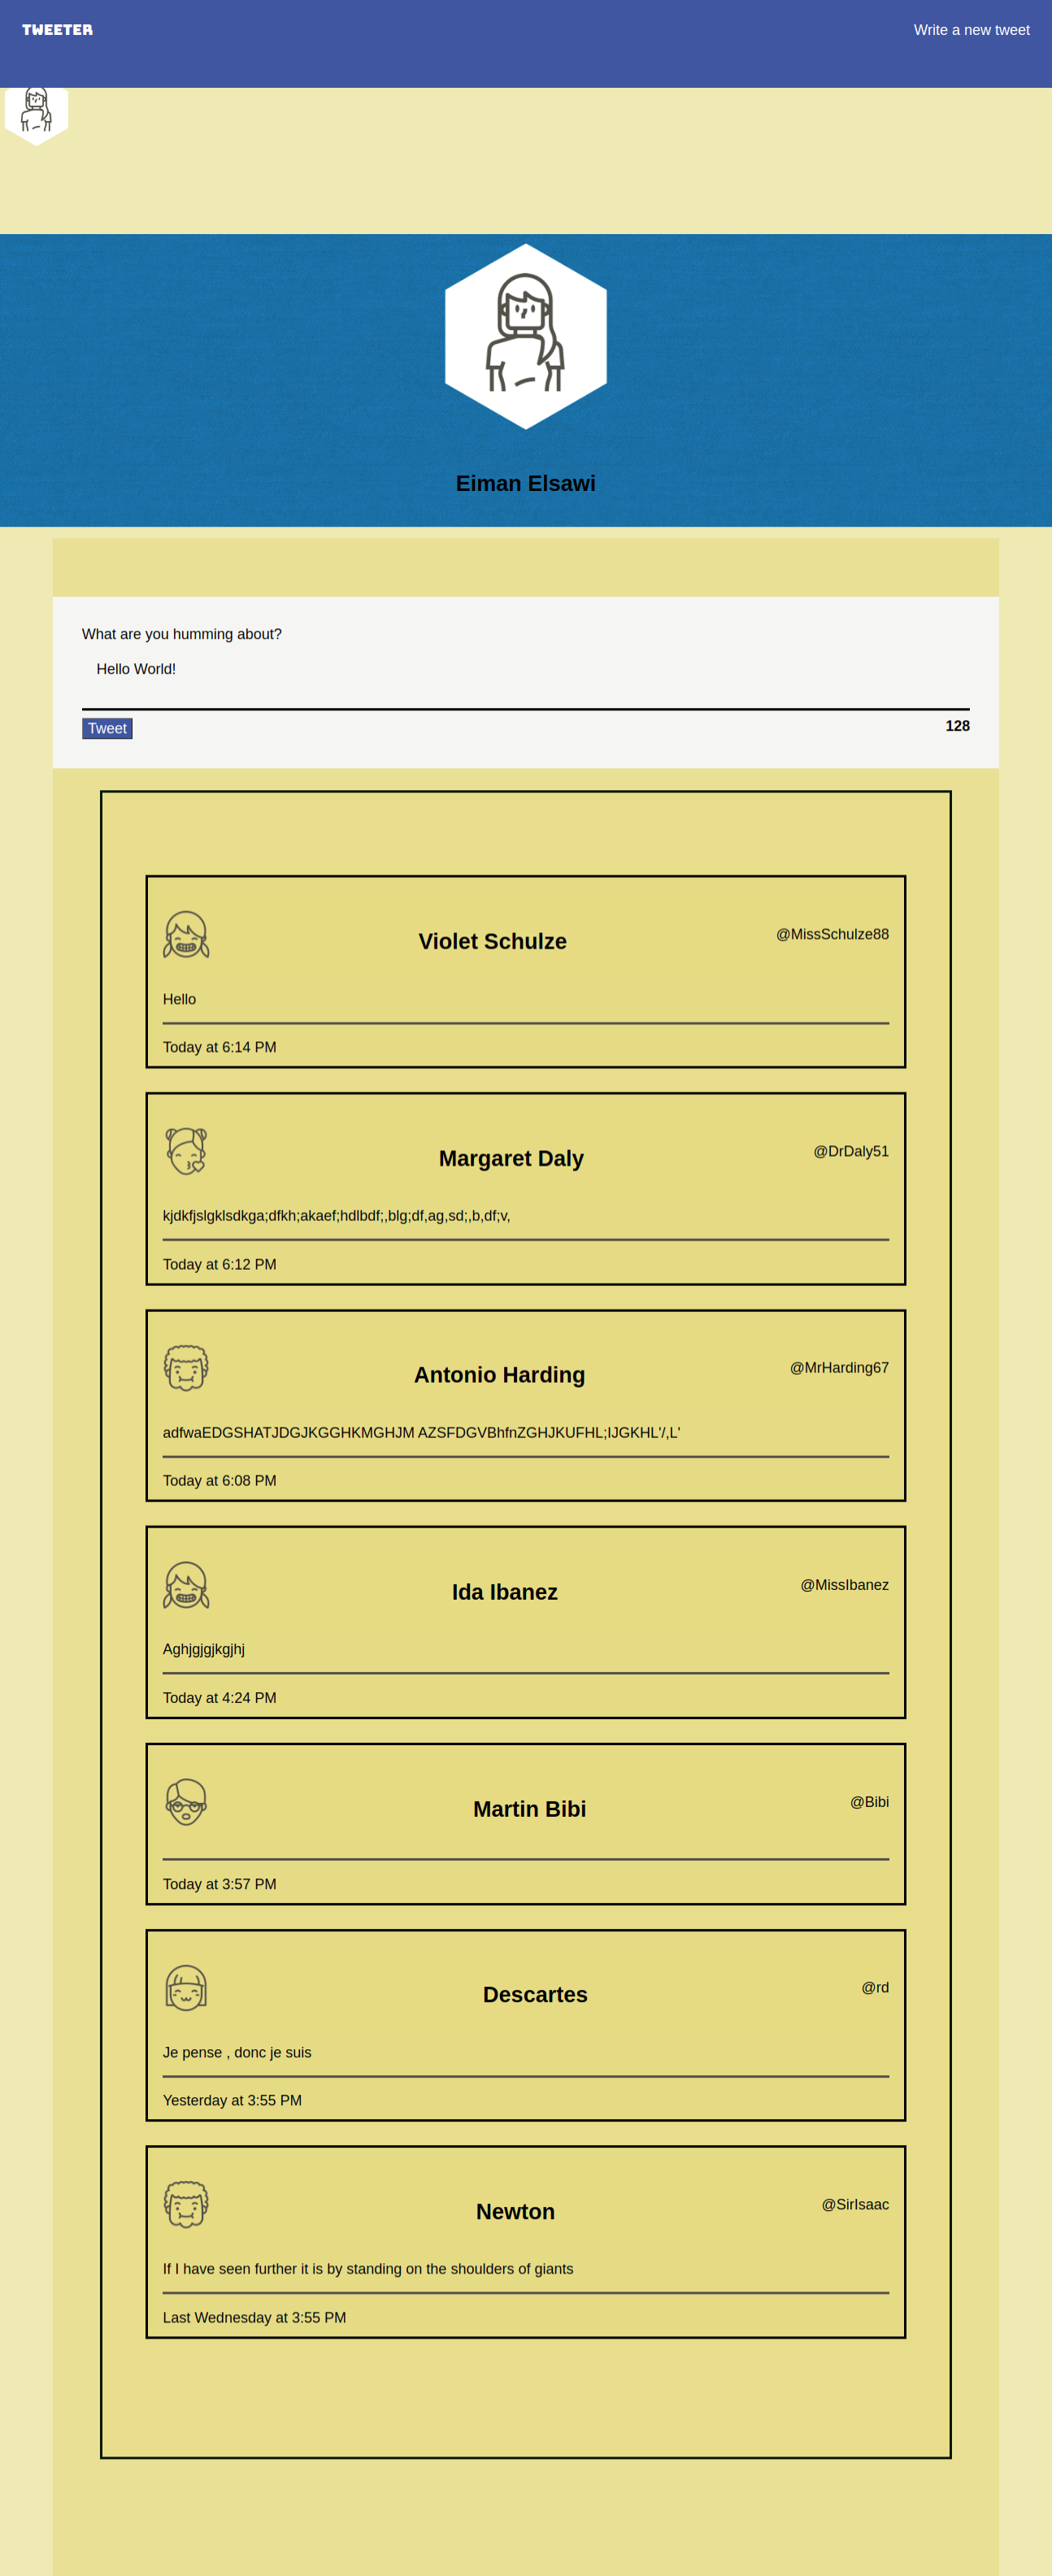 TWEETER
Write a new tweet
Eiman Elsawi
What are you humming about?
Hello World!
Tweet
128
Violet Schulze
@MissSchulze88
Hello
Today at 6:14 PM
Margaret Daly
@DrDaly51
kjdkfjslgklsdkga;dfkh;akaef;hdlbdf;,blg;df,ag,sd;,b,df;v,
Today at 6:12 PM
Antonio Harding
@MrHarding67
adfwaEDGSHATJDGJKGGHKMGHJM AZSFDGVBhfnZGHJKUFHL;IJGKHL'/,L'
Today at 6:08 PM
Ida Ibanez
@MissIbanez
Aghjgjgjkgjhj
Today at 4:24 PM
Martin Bibi
@Bibi
Today at 3:57 PM
Descartes
@rd
Je pense , donc je suis
Yesterday at 3:55 PM
Newton
@SirIsaac
If I have seen further it is by standing on the shoulders of giants
Last Wednesday at 3:55 PM